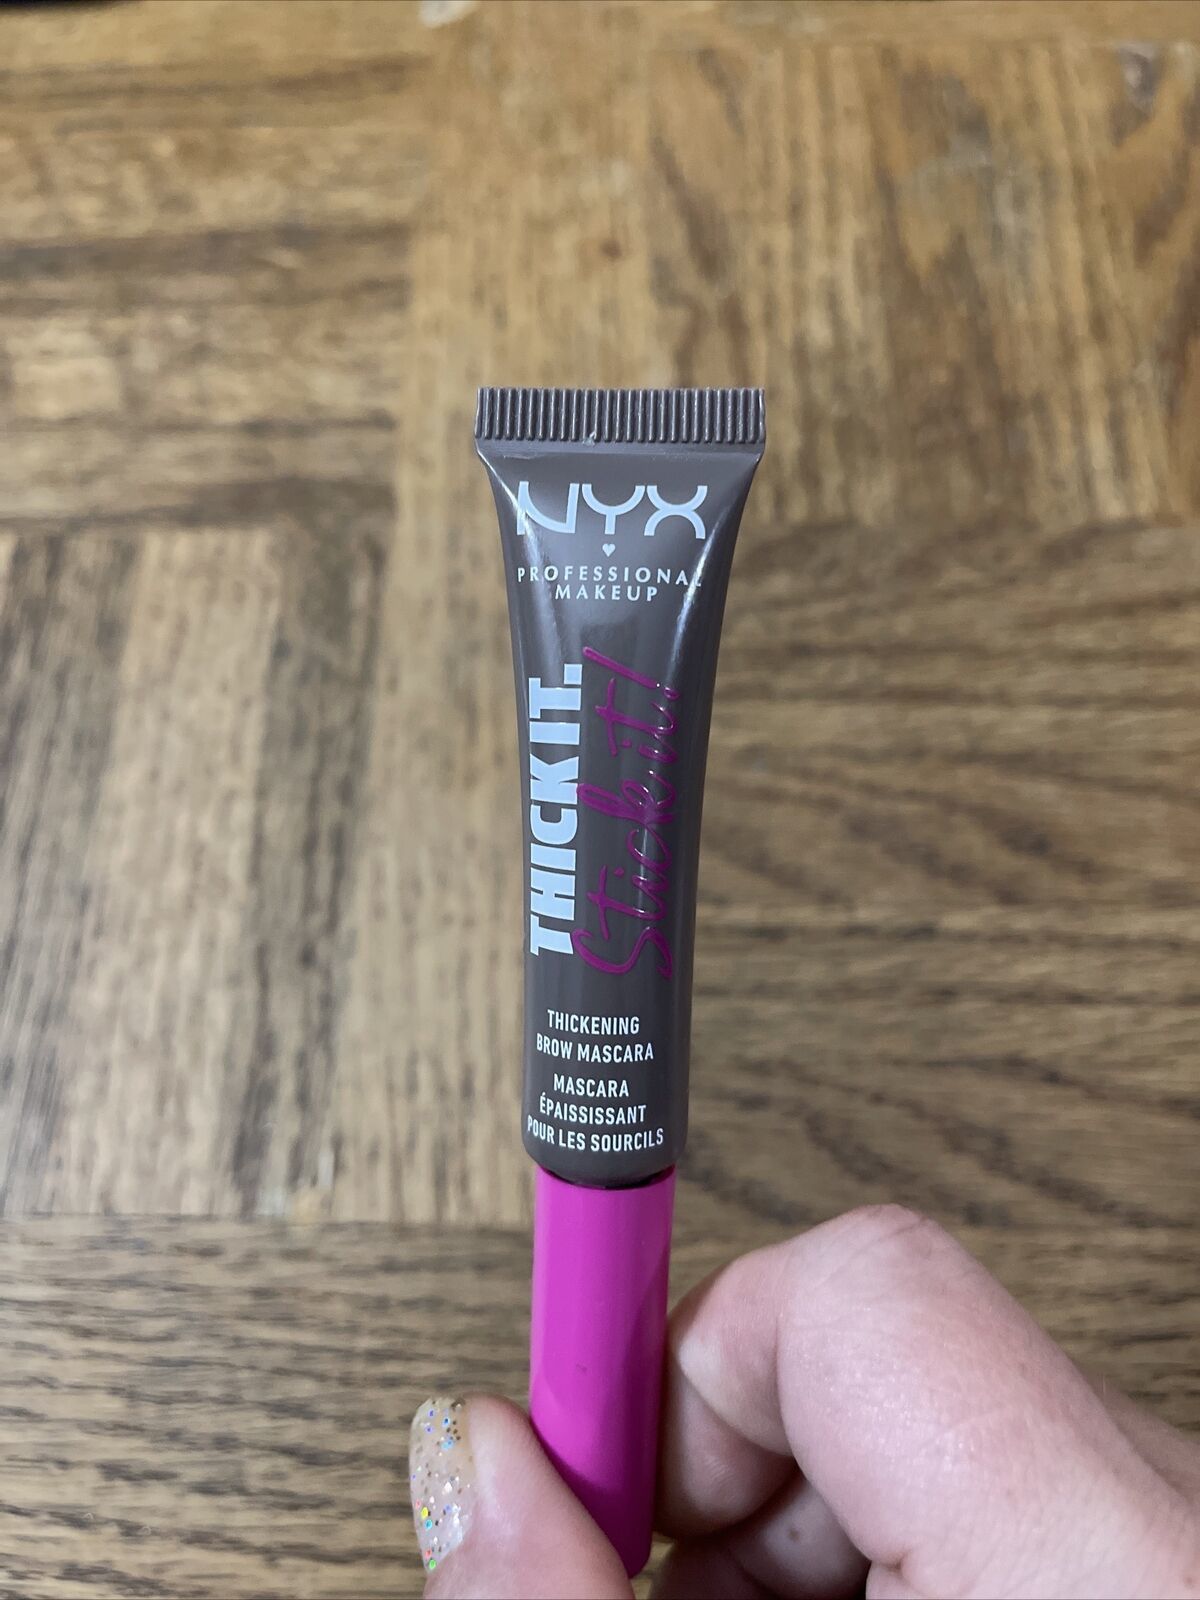 NYX
PROFESSIONAL
MAKEUP
THICK IT.
Stick it!
THICKENING
BROW MASCARA
MASCARA
ÉPAISSISSANT
POUR LES SOURCILS